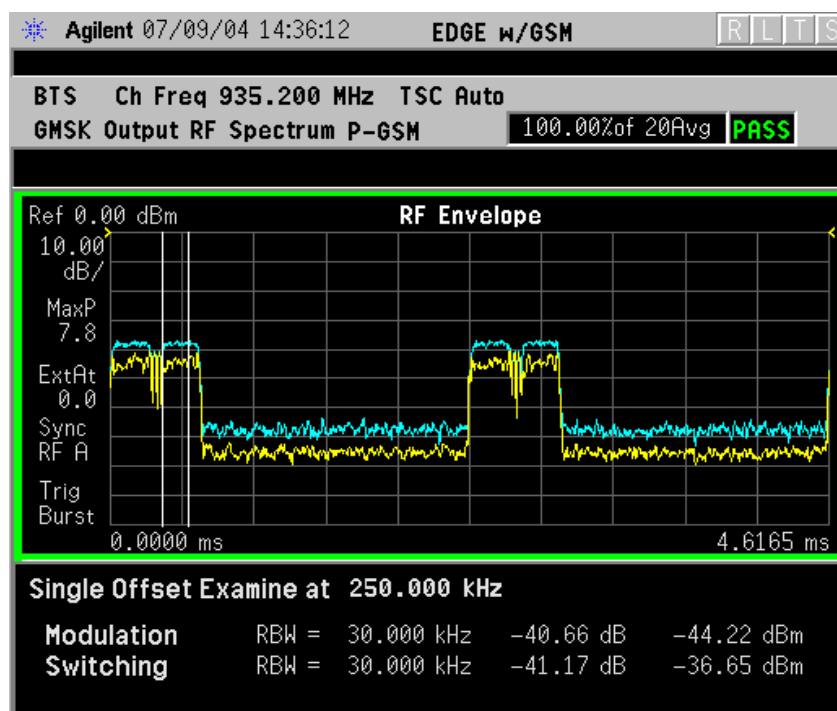 Agilent 07/09/04 14:36:12 EDGE w/GSM R L T S
BTS Ch Freq 935.200 MHz TSC Auto
GMSK Output RF Spectrum P-GSM 100.00%of 20Avg PASS
Ref 0.00 dBm RF Envelope
10.00
dB/
MaxP
7.8
ExtAt
0.0
Sync
RF A
Trig
Burst
0.0000 ms 4.6165 ms
Single Offset Examine at 250.000 kHz
Modulation RBW = 30.000 kHz -40.66 dB -44.22 dBm
Switching RBW = 30.000 kHz -41.17 dB -36.65 dBm